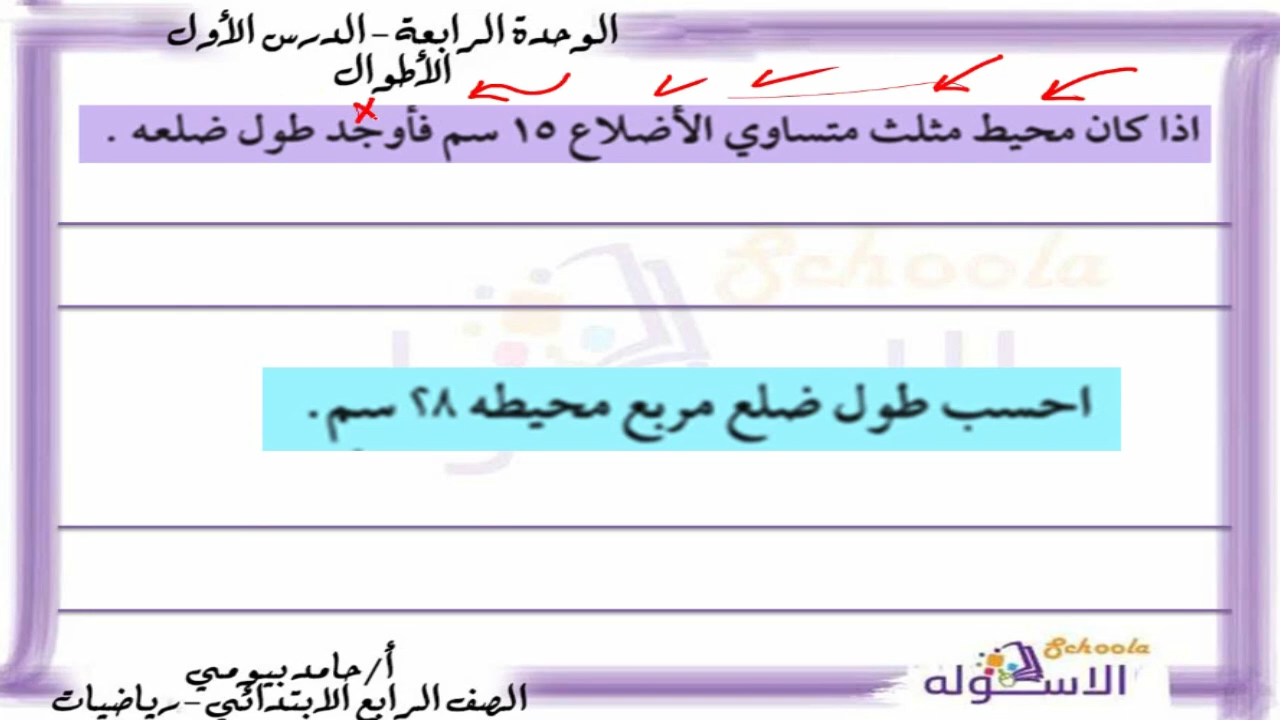 الوحدة الرابعة - الدرس الأول
الأطوال
اذا كان محيط مثلث متساوي الأضلاع ١٥ سم فأوجد طول ضلعه .
Schoola
احسب طول ضلع مربع محيطه ٢٨ سم .
أ/حامد بيومي
الصف الرابع الابتدائي - رياضيات
Schoola
الاسكوله